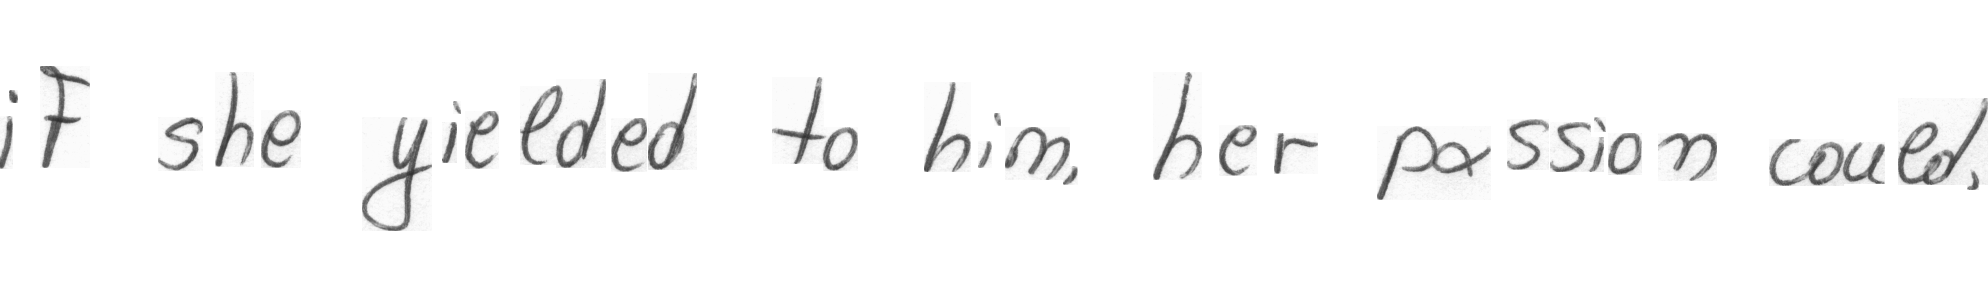 if she yielded to him, her passion could,